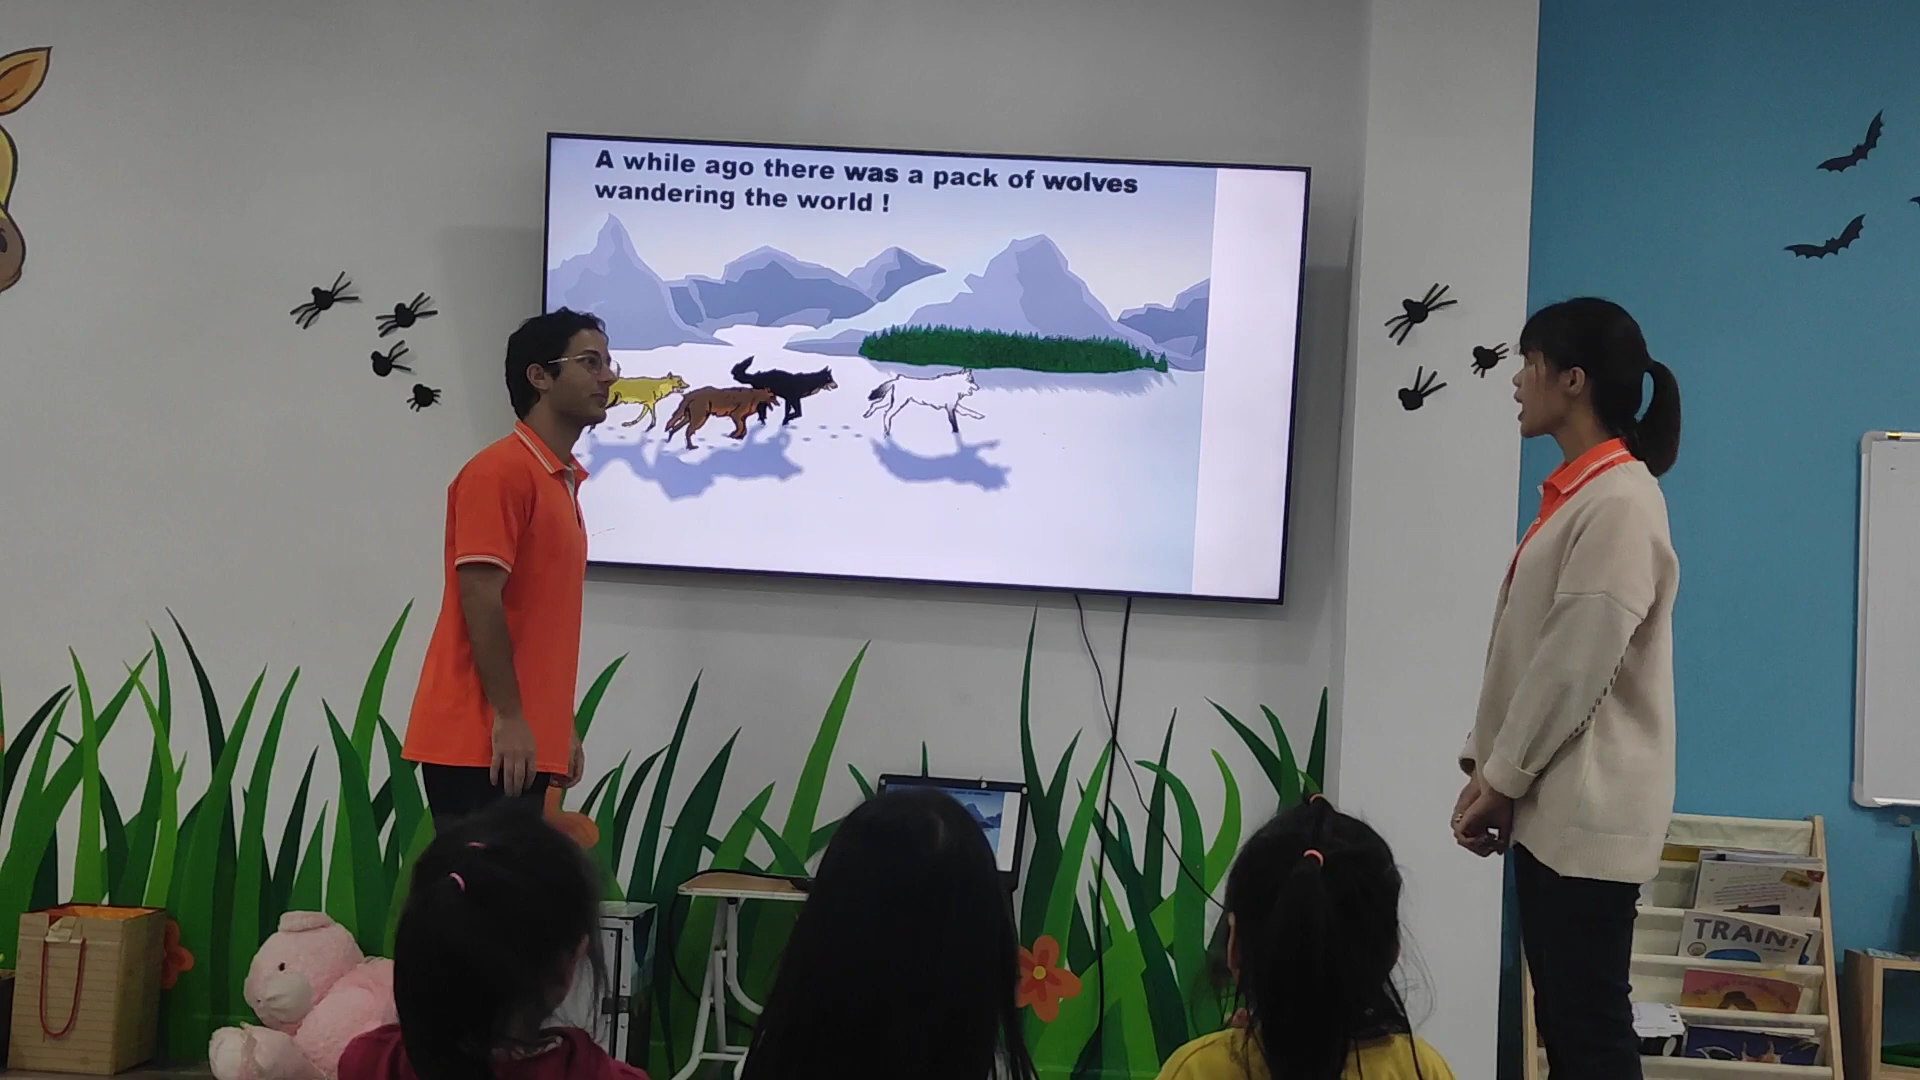 A while ago there was a pack of wolves
wandering the world !
TRAIN!